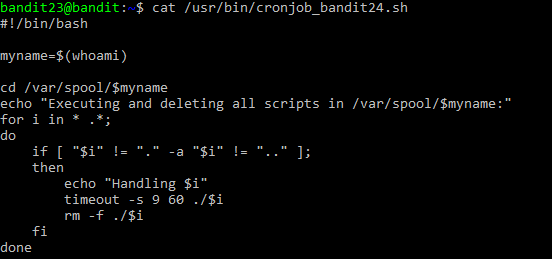 bandit23@bandit:~$ cat /usr/bin/cronjob_bandit24.sh
#!/bin/bash

myname=$(whoami)

cd /var/spool/$myname
echo "Executing and deleting all scripts in /var/spool/$myname:"
for i in * .*;
do
    if [ "$i" != "." -a "$i" != ".." ];
    then
        echo "Handling $i"
        timeout -s 9 60 ./$i
        rm -f ./$i
    fi
done